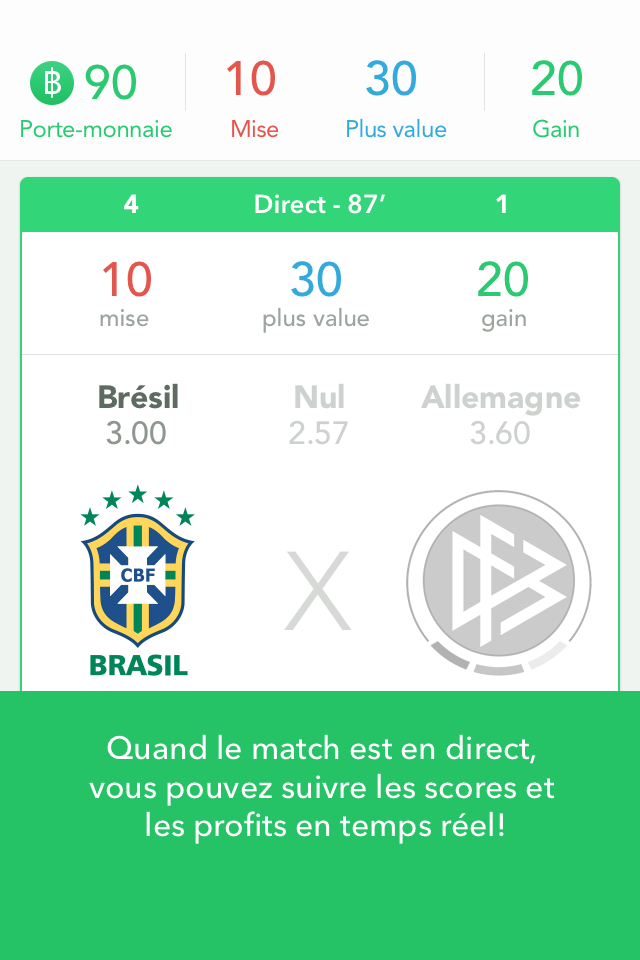 ฿ 90 10 30 20
Porte-monnaie Mise Plus value Gain
4 Direct - 87’ 1
10 30 20
mise plus value gain
Brésil Nul Allemagne
3.00 2.57 3.60
CBF X DFB
BRASIL
Quand le match est en direct,
vous pouvez suivre les scores et
les profits en temps réel!